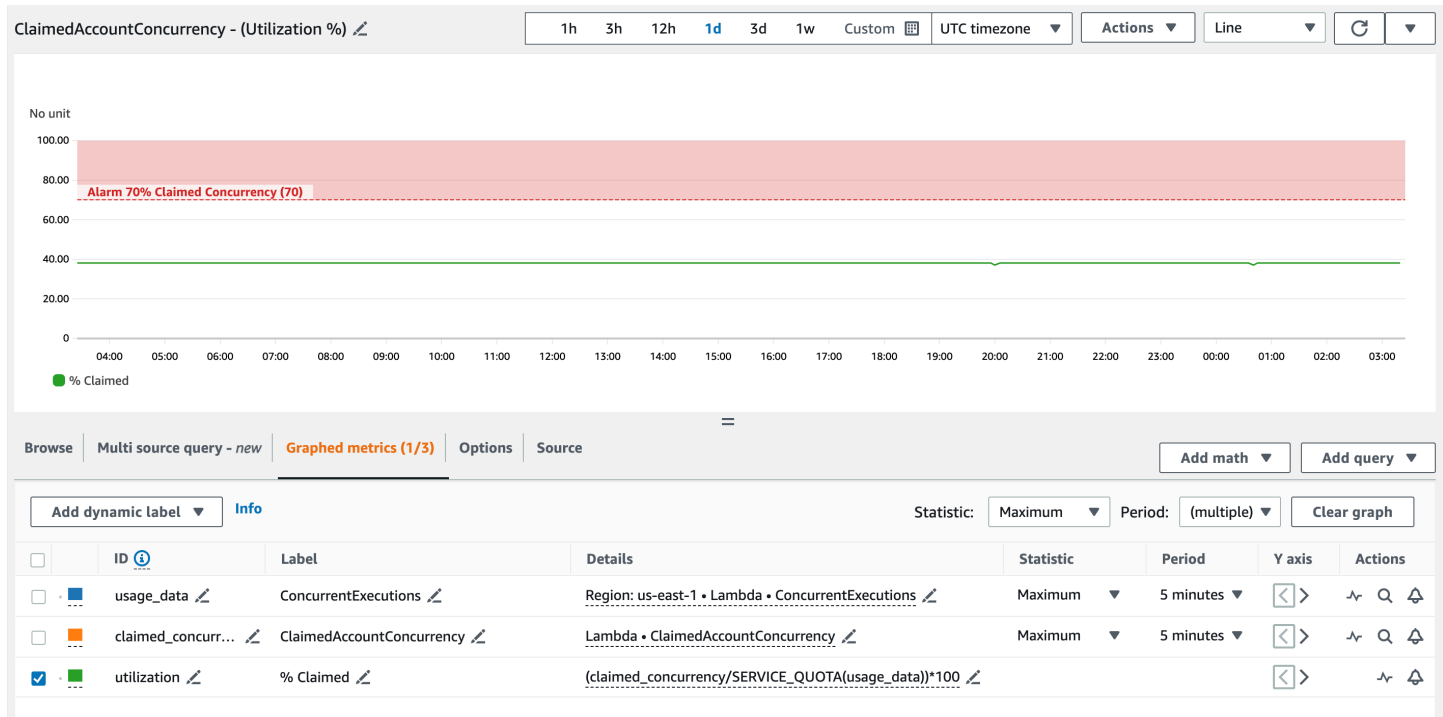 ClaimedAccountConcurrency - (Utilization %)
1h 3h 12h 1d 3d 1w Custom UTC timezone Actions Line
No unit
100.00
80.00
Alarm 70% Claimed Concurrency (70)
60.00
40.00
20.00
0
04:00 05:00 06:00 07:00 08:00 09:00 10:00 11:00 12:00 13:00 14:00 15:00 16:00 17:00 18:00 19:00 20:00 21:00 22:00 23:00 00:00 01:00 02:00 03:00
% Claimed
Browse Multi source query - new Graphed metrics (1/3) Options Source Add math Add query
Add dynamic label Info Statistic: Maximum Period: (multiple) Clear graph
ID Label Details Statistic Period Y axis Actions
usage_data ConcurrentExecutions Region: us-east-1 • Lambda • ConcurrentExecutions Maximum 5 minutes
claimed_concurr... ClaimedAccountConcurrency Lambda • ClaimedAccountConcurrency Maximum 5 minutes
utilization % Claimed (claimed_concurrency/SERVICE_QUOTA(usage_data))*100